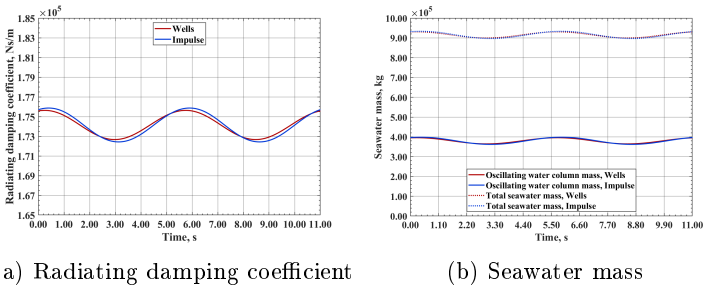 ×10⁵
1.85
1.83
1.81
1.79
1.77
1.75
1.73
1.71
1.69
1.67
1.65
Radiating damping coefficient, Ns/m
Wells
Impulse
0.00 1.00 2.00 3.00 4.00 5.00 6.00 7.00 8.00 9.00 10.00 11.00
Time, s
a) Radiating damping coefficient
×10⁵
10.00
9.00
8.00
7.00
6.00
5.00
4.00
3.00
2.00
1.00
0.00
Seawater mass, kg
Oscillating water column mass, Wells
Oscillating water column mass, Impulse
Total seawater mass, Wells
Total seawater mass, Impulse
0.00 1.10 2.20 3.30 4.40 5.50 6.60 7.70 8.80 9.90 11.00
Time, s
(b) Seawater mass